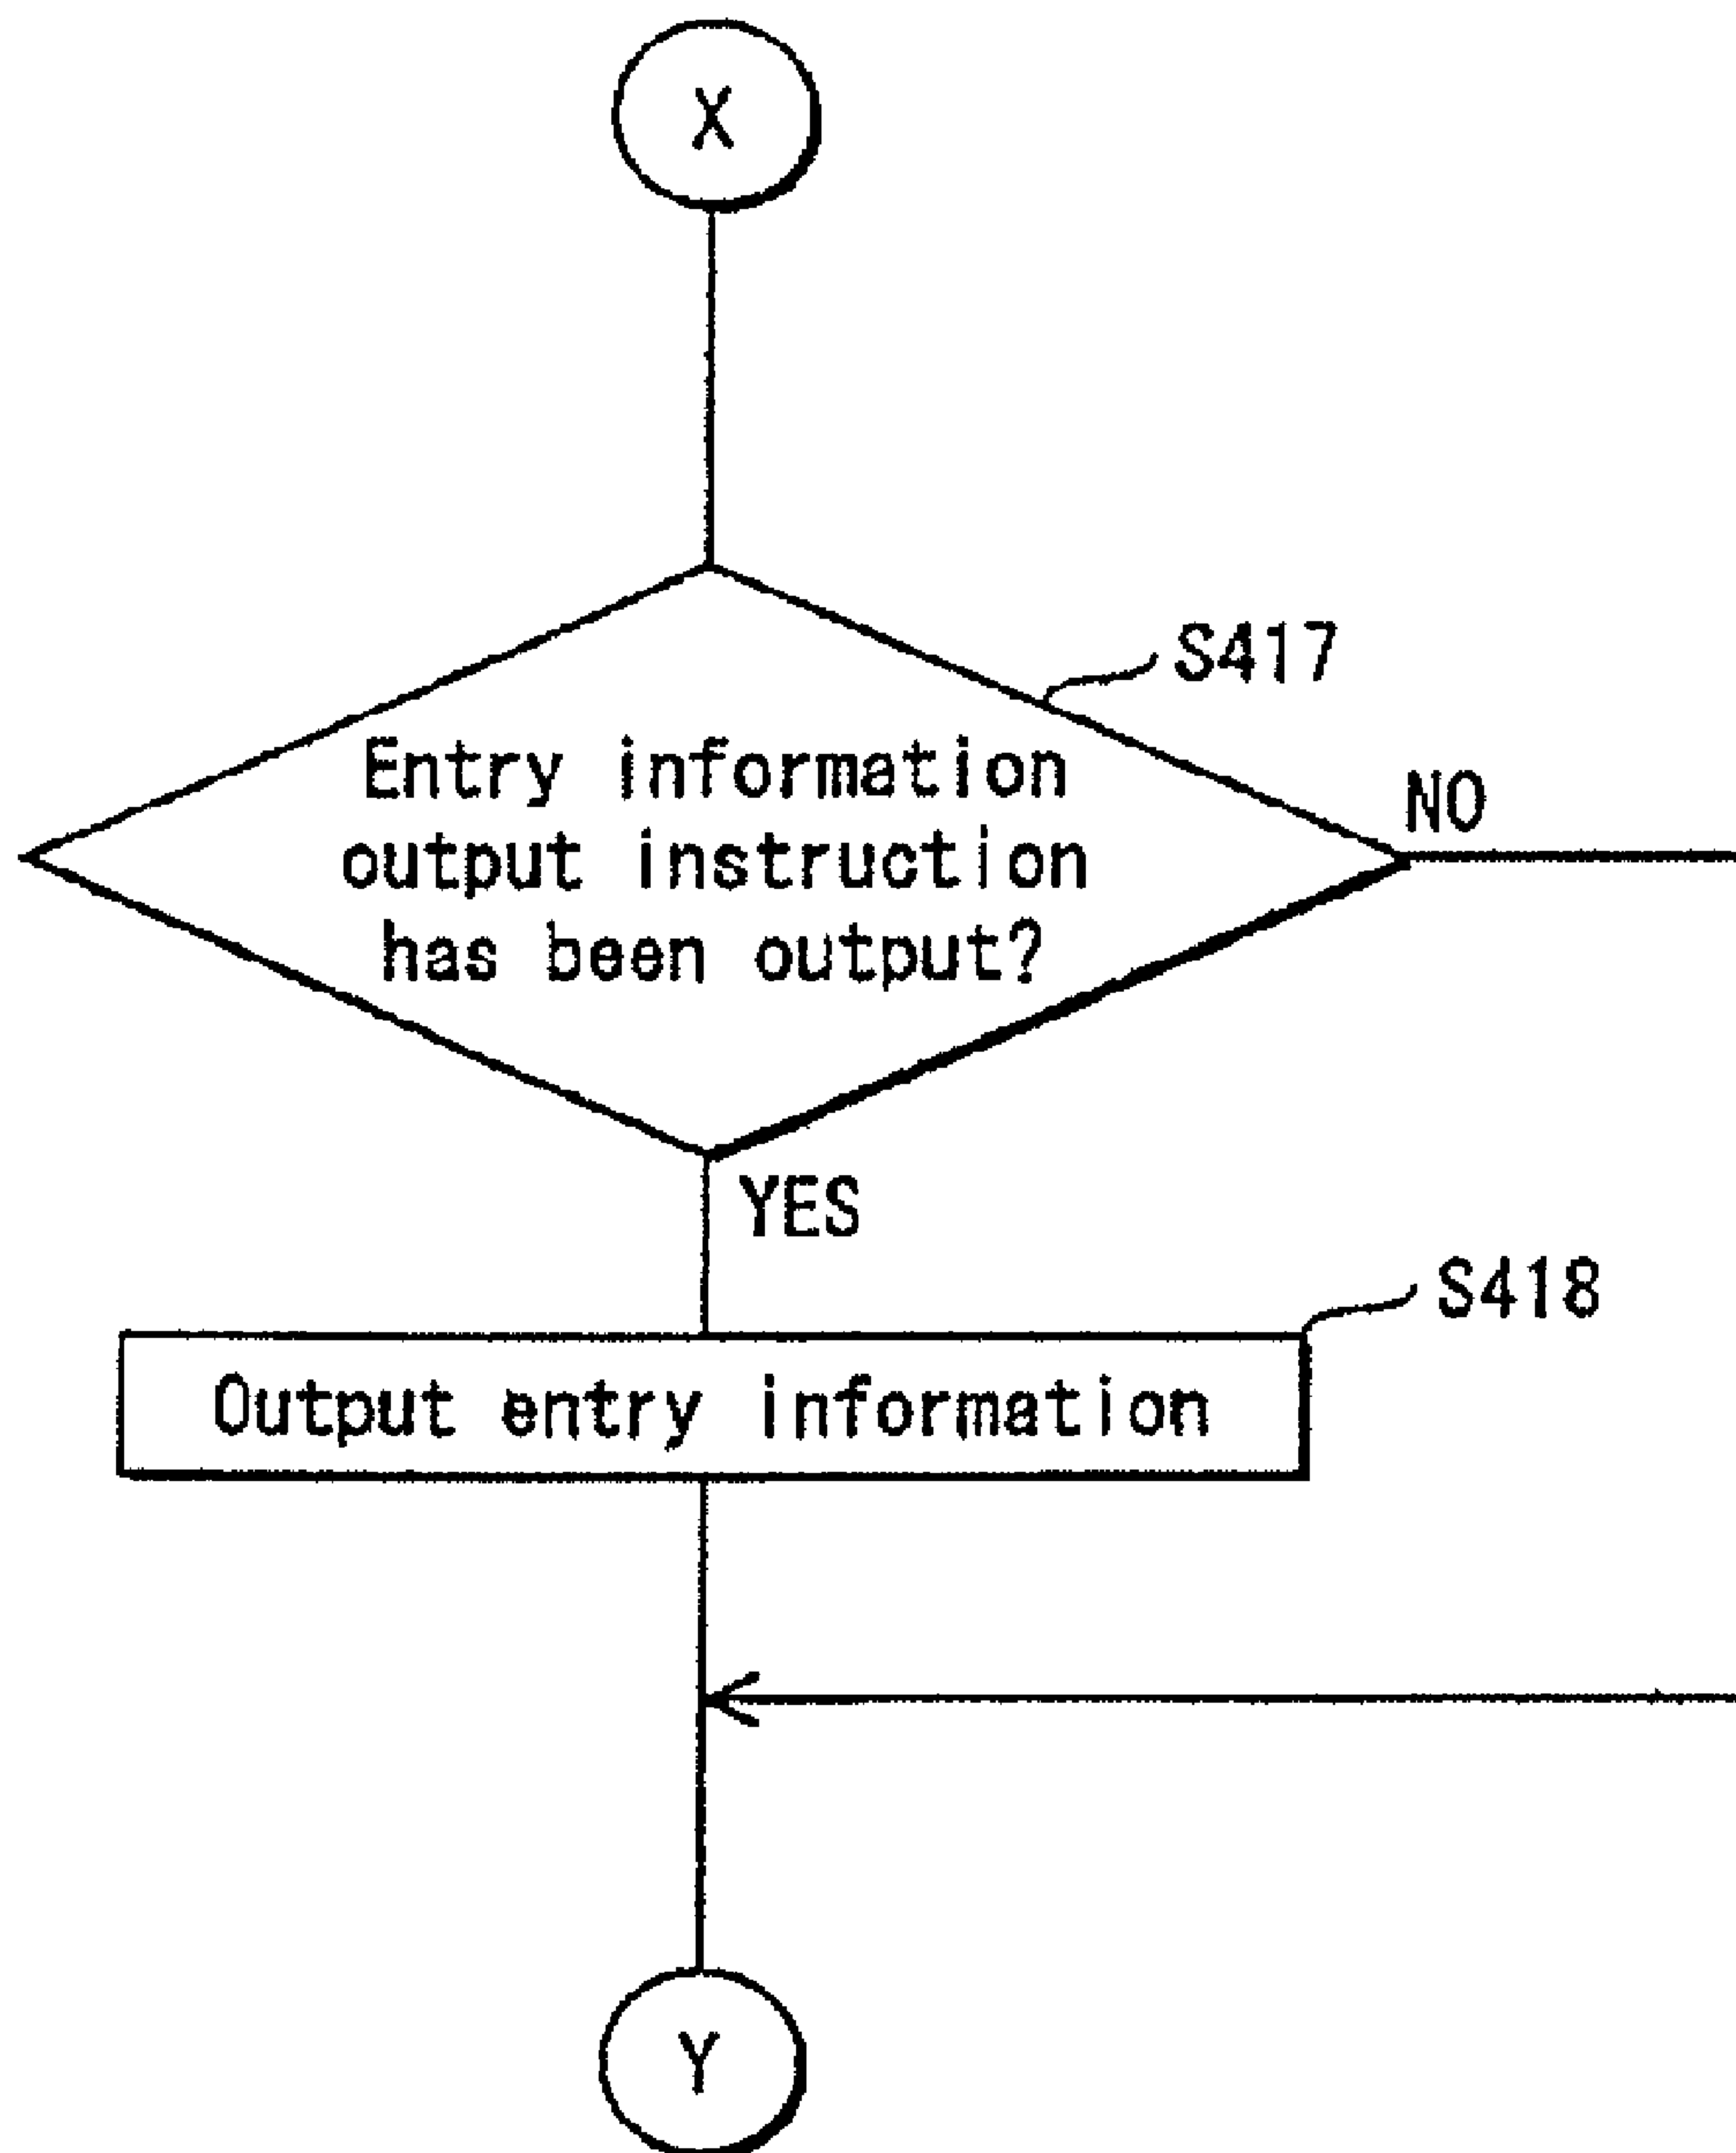 X
S417
Entry information
output instruction
has been output?
NO
YES
S418
Output entry information
Y